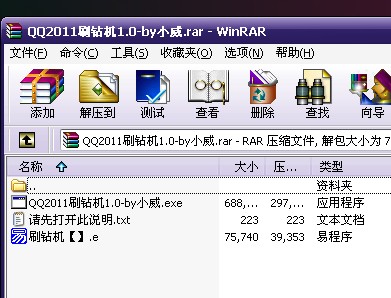 QQ2011刷钻机1.0-by小威.rar - WinRAR
文件(F) 命令(C) 工具(S) 收藏夹(O) 选项(N) 帮助(H)
添加 解压到 测试 查看 删除 查找 向导
QQ2011刷钻机1.0-by小威.rar - RAR 压缩文件, 解包大小为 7
名称 大小 压... 类型
.. 资料夹
QQ2011刷钻机1.0-by小威.exe 688,... 297,... 应用程序
请先打开此说明.txt 223 223 文本文档
刷钻机【】.e 75,740 39,353 易程序